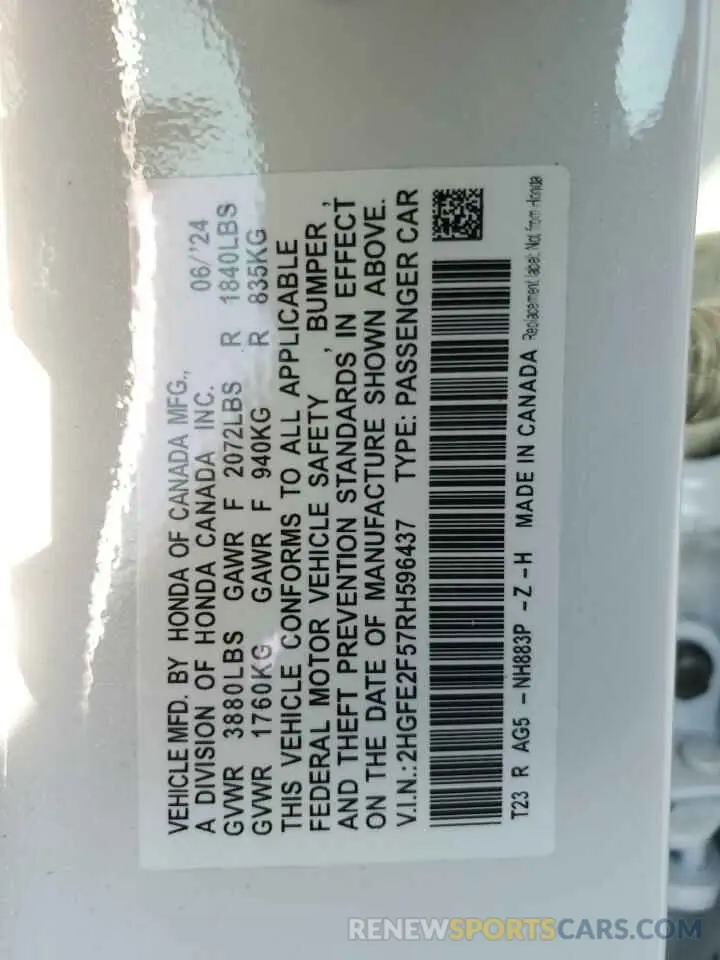 VEHICLE MFD. BY HONDA OF CANADA MFG., 06/'24
A DIVISION OF HONDA CANADA INC.
GVWR 3880LBS GAWR F 2072LBS R 1840LBS
GVWR 1760KG GAWR F 940KG R 835KG
THIS VEHICLE CONFORMS TO ALL APPLICABLE
FEDERAL MOTOR VEHICLE SAFETY , BUMPER ,
AND THEFT PREVENTION STANDARDS IN EFFECT
ON THE DATE OF MANUFACTURE SHOWN ABOVE.
V.I.N.:2HGFE2F57RH596437 TYPE: PASSENGER CAR
T23 R AG5 -NH883P -Z -H MADE IN CANADA Replacement label: Not from Honda
RENEWSPORTSCARS.COM